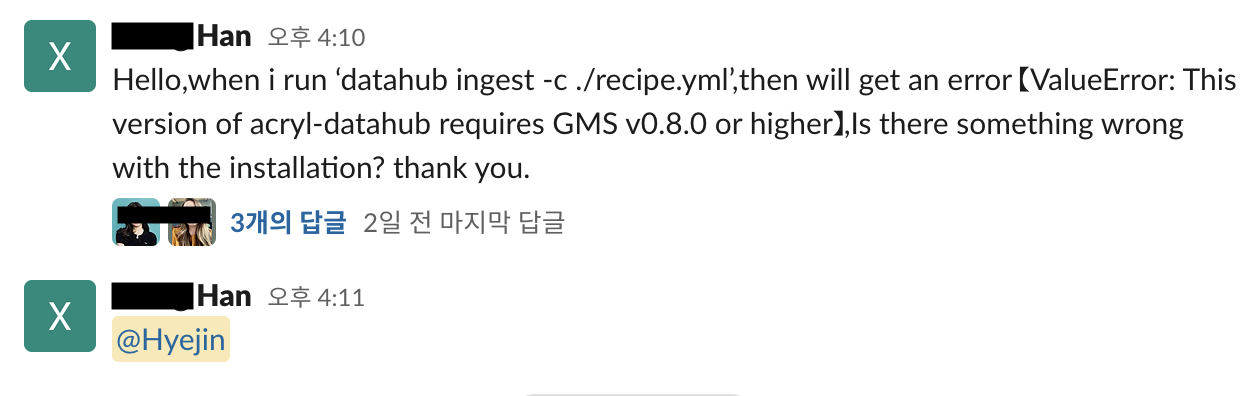 X
Han 오후 4:10
Hello,when i run ‘datahub ingest -c ./recipe.yml’,then will get an error【ValueError: This
version of acryl-datahub requires GMS v0.8.0 or higher】,Is there something wrong
with the installation? thank you.
3개의 답글 2일 전 마지막 답글
X
Han 오후 4:11
@Hyejin